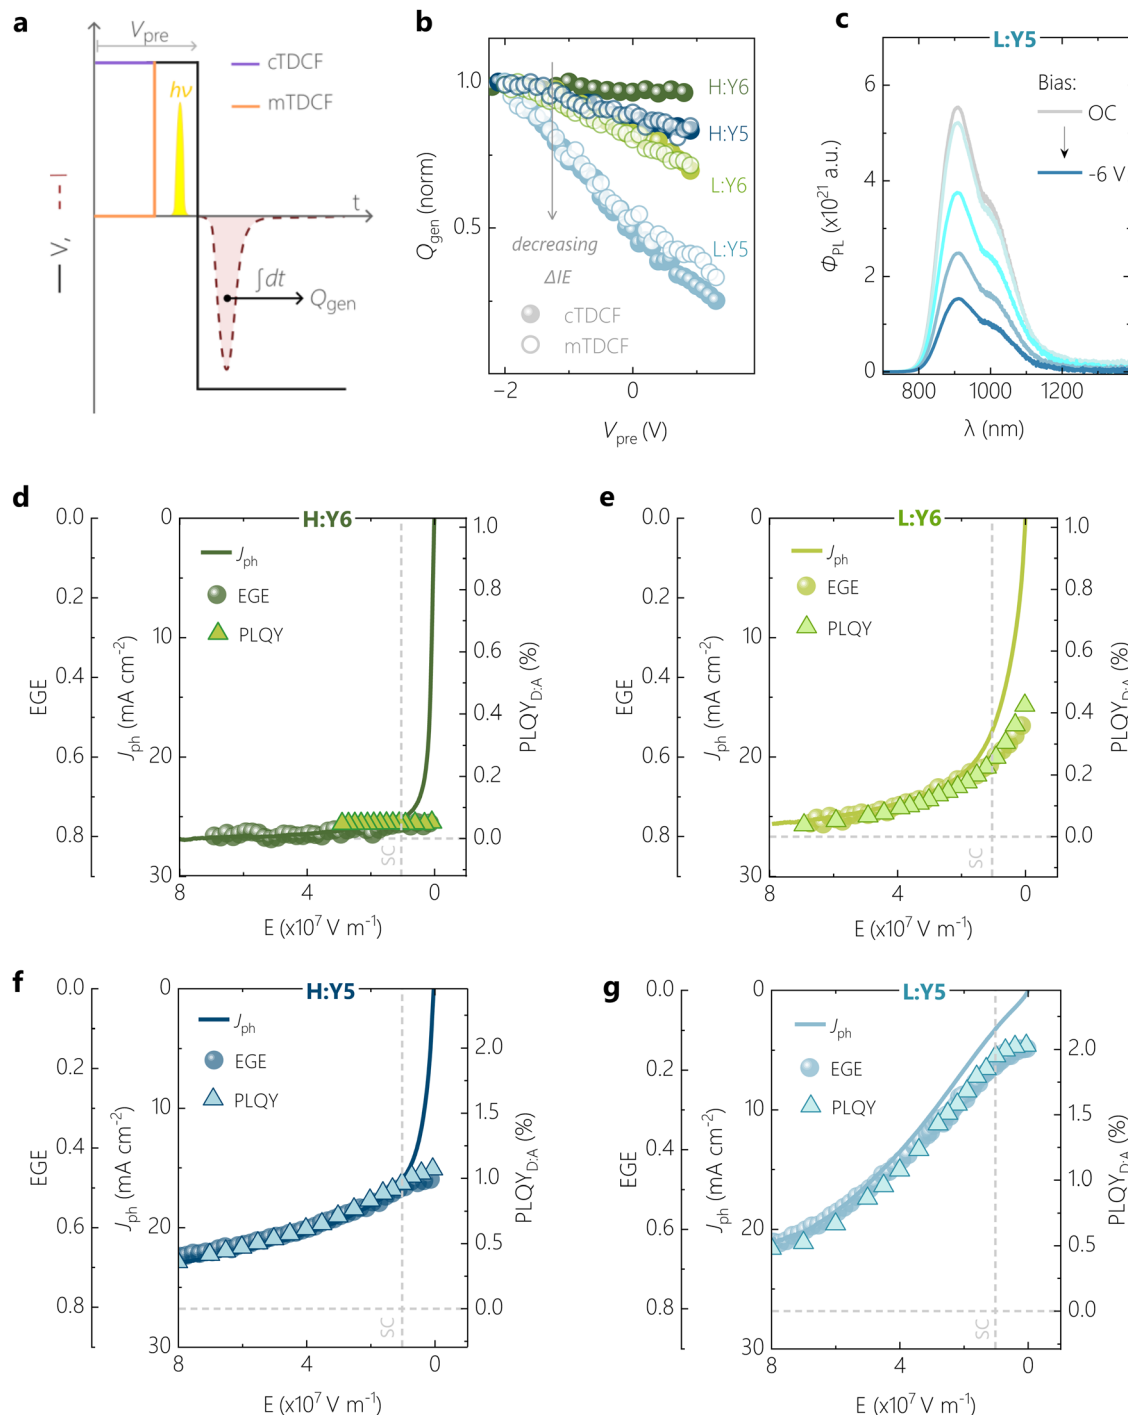 a
V_pre
cTDCF
mTDCF
hν
t
∫dt
Q_gen
— V, - - I
b
1.0
0.5
Q_gen (norm)
H:Y6
H:Y5
L:Y6
L:Y5
decreasing
ΔIE
cTDCF
mTDCF
−2
0
V_pre (V)
c
L:Y5
Bias:
OC
-6 V
6
4
2
0
Φ_PL (x10^21 a.u.)
800
1000
1200
λ (nm)
d
H:Y6
0.0
0.2
0.4
0.6
0.8
EGE
0
10
20
30
J_ph (mA cm^-2)
J_ph
EGE
PLQY
SC
1.0
0.8
0.6
0.4
0.2
0.0
PLQY_D:A (%)
8
4
0
E (x10^7 V m^-1)
e
L:Y6
0.0
0.2
0.4
0.6
0.8
EGE
0
10
20
30
J_ph (mA cm^-2)
J_ph
EGE
PLQY
SC
1.0
0.8
0.6
0.4
0.2
0.0
PLQY_D:A (%)
8
4
0
E (x10^7 V m^-1)
f
H:Y5
0.0
0.2
0.4
0.6
0.8
EGE
0
10
20
30
J_ph (mA cm^-2)
J_ph
EGE
PLQY
SC
2.0
1.5
1.0
0.5
0.0
PLQY_D:A (%)
8
4
0
E (x10^7 V m^-1)
g
L:Y5
0.0
0.2
0.4
0.6
0.8
EGE
0
10
20
30
J_ph (mA cm^-2)
J_ph
EGE
PLQY
SC
2.0
1.5
1.0
0.5
0.0
PLQY_D:A (%)
8
4
0
E (x10^7 V m^-1)